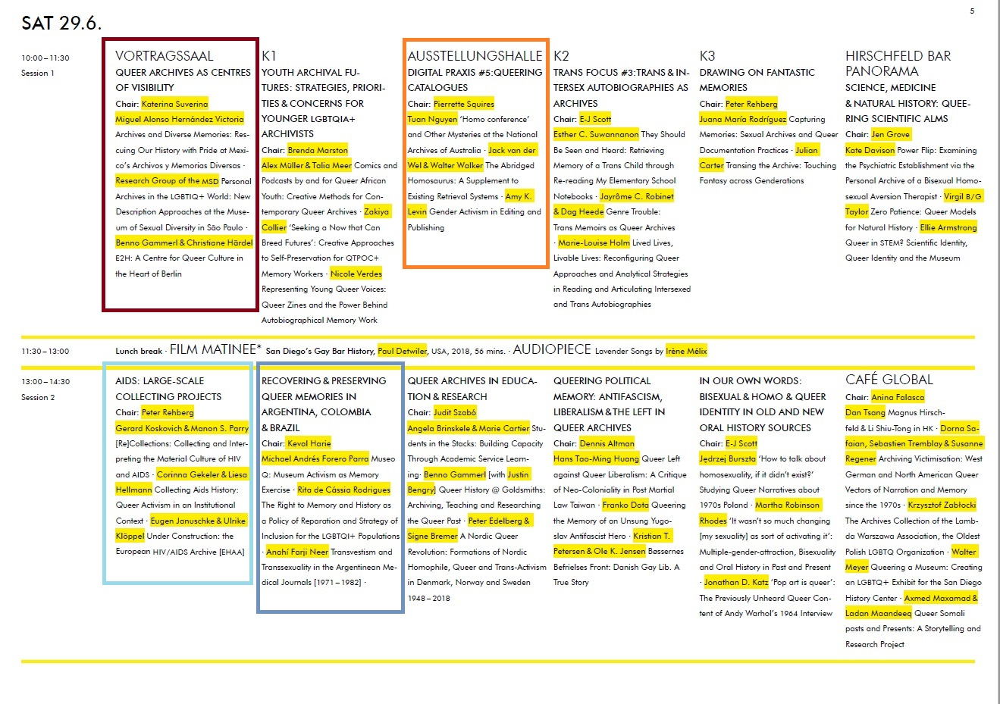 5
SAT 29.6.
10:00 – 11:30
Session 1
VORTRAGSSAAL
QUEER ARCHIVES AS CENTRES
OF VISIBILITY
Chair: Katerina Suverina
Miguel Alonso Hernández Victoria
Archives and Diverse Memories: Res-
cuing Our History with Pride at Mexi-
co’s Archivos y Memorias Diversas ·
Research Group of the MSD Personal
Archives in the LGBTIQ+ World: New
Description Approaches at the Muse-
um of Sexual Diversity in São Paulo ·
Benno Gammerl & Christiane Härdel
E2H: A Centre for Queer Culture in
the Heart of Berlin
K1
YOUTH ARCHIVAL FU-
TURES: STRATEGIES, PRIORI-
TIES & CONCERNS FOR
YOUNGER LGBTQIA+
ARCHIVISTS
Chair: Brenda Marston
Alex Müller & Talia Meer Comics and
Podcasts by and for Queer African
Youth: Creative Methods for Con-
temporary Queer Archives · Zakiya
Collier ‘Seeking a Now that Can
Breed Futures’: Creative Approaches
to Self-Preservation for QTPOC+
Memory Workers · Nicole Verdes
Representing Young Queer Voices:
Queer Zines and the Power Behind
Autobiographical Memory Work
AUSSTELLUNGSHALLE
DIGITAL PRAXIS #5:QUEERING
CATALOGUES
Chair: Pierrette Squires
Tuan Nguyen ‘Homo conference’
and Other Mysteries at the National
Archives of Australia · Jack van der
Wel & Walter Walker The Abridged
Homosaurus: A Supplement to
Existing Retrieval Systems · Amy K.
Levin Gender Activism in Editing and
Publishing
K2
TRANS FOCUS #3:TRANS & IN-
TERSEX AUTOBIOGRAPHIES AS
ARCHIVES
Chair: E-J Scott
Esther C. Suwannanon They Should
Be Seen and Heard: Retrieving
Memory of a Trans Child through
Re-reading My Elementary School
Notebooks · Jayrôme C. Robinet
& Dag Heede Genre Trouble:
Trans Memoirs as Queer Archives
· Marie-Louise Holm Lived Lives,
Livable Lives: Reconfiguring Queer
Approaches and Analytical Strategies
in Reading and Articulating Intersexed
and Trans Autobiographies
K3
DRAWING ON FANTASTIC
MEMORIES
Chair: Peter Rehberg
Juana María Rodríguez Capturing
Memories: Sexual Archives and Queer
Documentation Practices · Julian
Carter Transing the Archive: Touching
Fantasy across Genderations
HIRSCHFELD BAR
PANORAMA
SCIENCE, MEDICINE
& NATURAL HISTORY: QUEE-
RING SCIENTIFIC ALMS
Chair: Jen Grove
Kate Davison Power Flip: Examining
the Psychiatric Establishment via the
Personal Archive of a Bisexual Homo-
sexual Aversion Therapist · Virgil B/G
Taylor Zero Patience: Queer Models
for Natural History · Ellie Armstrong
Queer in STEM? Scientific Identity,
Queer Identity and the Museum
11:30 – 13:00
Lunch break · FILM MATINEE* San Diego’s Gay Bar History, Paul Detwiler, USA, 2018, 56 mins. · AUDIOPIECE Lavender Songs by Irène Mélix
13:00 – 14:30
Session 2
AIDS: LARGE-SCALE
COLLECTING PROJECTS
Chair: Peter Rehberg
Gerard Koskovich & Manon S. Parry
[Re]Collections: Collecting and Inter-
preting the Material Culture of HIV
and AIDS · Corinna Gekeler & Liesa
Hellmann Collecting Aids History:
Queer Activism in an Institutional
Context · Eugen Januschke & Ulrike
Klöppel Under Construction: the
European HIV/AIDS Archive [EHAA]
RECOVERING & PRESERVING
QUEER MEMORIES IN
ARGENTINA, COLOMBIA
& BRAZIL
Chair: Keval Harie
Michael Andrés Forero Parra Museo
Q: Museum Activism as Memory
Exercise · Rita de Cássia Rodrigues
The Right to Memory and History as
a Policy of Reparation and Strategy of
Inclusion for the LGBTQI+ Populations
· Anahí Farji Neer Transvestism and
Transsexuality in the Argentinean Me-
dical Journals [1971 – 1982] ·
QUEER ARCHIVES IN EDUCA-
TION & RESEARCH
Chair: Judit Szabó
Angela Brinskele & Marie Cartier Stu-
dents in the Stacks: Building Capacity
Through Academic Service Learn-
ing· Benno Gammerl [with Justin
Bengry] Queer History @ Goldsmiths:
Archiving, Teaching and Researching
the Queer Past · Peter Edelberg &
Signe Bremer A Nordic Queer
Revolution: Formations of Nordic
Homophile, Queer and Trans-Activism
in Denmark, Norway and Sweden
1948 – 2018
QUEERING POLITICAL
MEMORY: ANTIFASCISM,
LIBERALISM & THE LEFT IN
QUEER ARCHIVES
Chair: Dennis Altman
Hans Tao-Ming Huang Queer Left
against Queer Liberalism: A Critique
of Neo-Coloniality in Post Martial
Law Taiwan · Franko Dota Queering
the Memory of an Unsung Yugo-
slav Antifascist Hero · Kristian T.
Petersen & Ole K. Jensen Bøssernes
Befrielses Front: Danish Gay Lib. A
True Story
IN OUR OWN WORDS:
BISEXUAL & HOMO & QUEER
IDENTITY IN OLD AND NEW
ORAL HISTORY SOURCES
Chair: E-J Scott
Jędrzej Burszta ‘How to talk about
homosexuality, if it didn’t exist?’
Studying Queer Narratives about
1970s Poland · Martha Robinson
Rhodes ‘It wasn’t so much changing
[my sexuality] as sort of activating it’:
Multiple-gender-attraction, Bisexuality
and Oral History in Past and Present
· Jonathan D. Katz ‘Pop art is queer’:
The Previously Unheard Queer Con-
tent of Andy Warhol’s 1964 Interview
CAFÉ GLOBAL
Chair: Anina Falasca
Dan Tsang Magnus Hirsch-
feld & Li Shiu-Tong in HK · Dorna Sa-
faian, Sebastien Tremblay & Susanne
Regener Archiving Victimisation: West
German and North American Queer
Vectors of Narration and Memory
since the 1970s · Krzysztof Zabłocki
The Archives Collection of the Lamb-
da Warszawa Association, the Oldest
Polish LGBTQ Organization · Walter
Meyer Queering a Museum: Creating
an LGBTQ+ Exhibit for the San Diego
History Center · Axmed Maxamad &
Ladan Maandeeq Queer Somali
pasts and Presents: A Storytelling and
Research Project